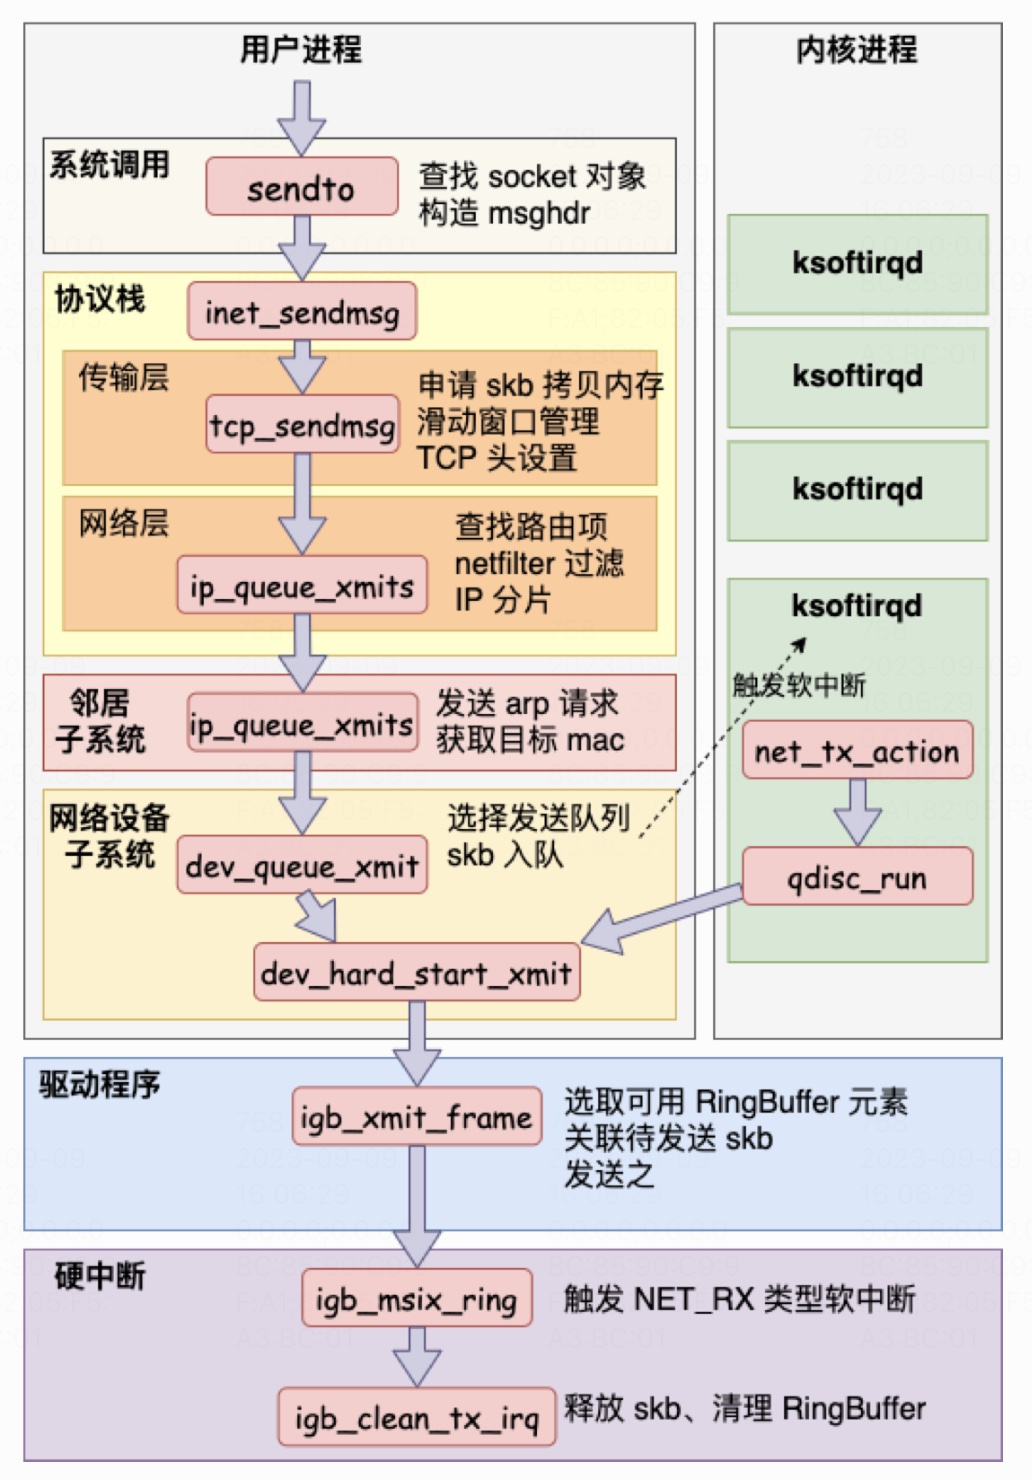 用户进程
系统调用
sendto
查找 socket 对象
构造 msghdr
协议栈
inet_sendmsg
传输层
tcp_sendmsg
申请 skb 拷贝内存
滑动窗口管理
TCP 头设置
网络层
ip_queue_xmits
查找路由项
netfilter 过滤
IP 分片
邻居
子系统
ip_queue_xmits
发送 arp 请求
获取目标 mac
网络设备
子系统
dev_queue_xmit
选择发送队列
skb 入队
dev_hard_start_xmit
内核进程
ksoftirqd
ksoftirqd
ksoftirqd
ksoftirqd
触发软中断
net_tx_action
qdisc_run
驱动程序
igb_xmit_frame
选取可用 RingBuffer 元素
关联待发送 skb
发送之
硬中断
igb_msix_ring
触发 NET_RX 类型软中断
igb_clean_tx_irq
释放 skb、清理 RingBuffer